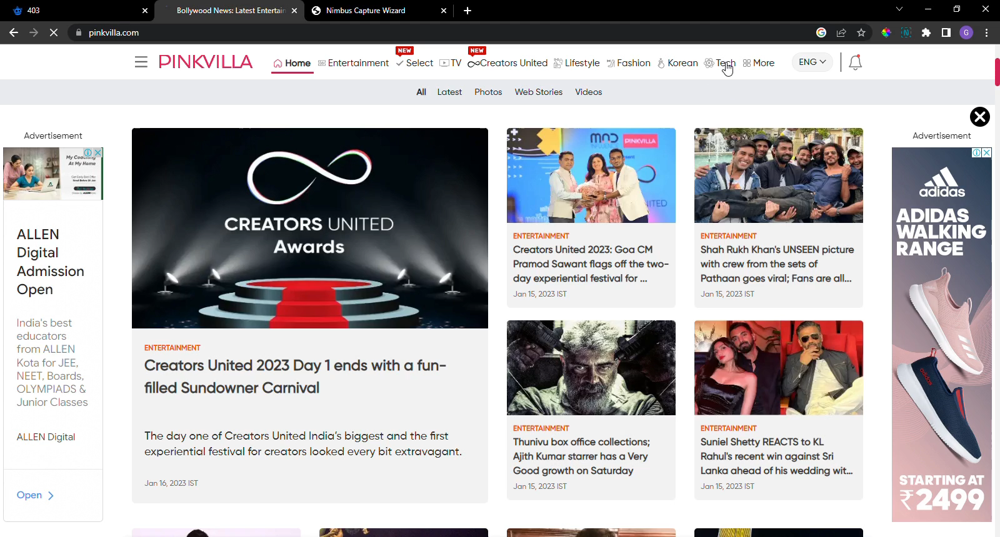 403
Bollywood News: Latest Entertain
Nimbus Capture Wizard
pinkvilla.com
G
PINKVILLA
Home
Entertainment
NEW
Select
TV
NEW
Creators United
Lifestyle
Fashion
Korean
Tech
More
ENG
All
Latest
Photos
Web Stories
Videos
Advertisement
My Coaching
At My Home
ALLEN
Digital
Admission
Open
India's best
educators
from ALLEN
Kota for JEE,
NEET, Boards,
OLYMPIADS &
Junior Classes
ALLEN Digital
Open
CREATORS UNITED
Awards
ENTERTAINMENT
Creators United 2023 Day 1 ends with a fun-
filled Sundowner Carnival
The day one of Creators United India's biggest and the first
experiential festival for creators looked every bit extravagant.
Jan 16, 2023 IST
PINKVILLA
ENTERTAINMENT
Creators United 2023: Goa CM
Pramod Sawant flags off the two-
day experiential festival for ...
Jan 15, 2023 IST
ENTERTAINMENT
Shah Rukh Khan's UNSEEN picture
with crew from the sets of
Pathaan goes viral; Fans are all...
Jan 15, 2023 IST
ENTERTAINMENT
Thunivu box office collections;
Ajith Kumar starrer has a Very
Good growth on Saturday
Jan 15, 2023 IST
ENTERTAINMENT
Suniel Shetty REACTS to KL
Rahul's recent win against Sri
Lanka ahead of his wedding wit...
Jan 15, 2023 IST
Advertisement
adidas
ADIDAS
WALKING
RANGE
STARTING AT
₹2499